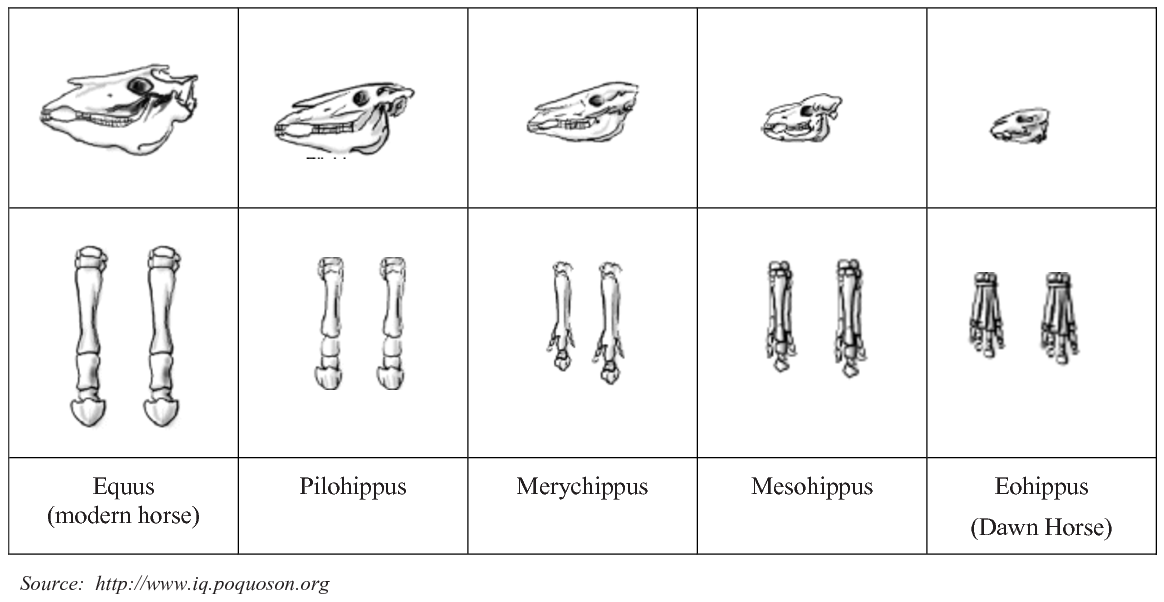 Equus
(modern horse)
Pilohippus
Merychippus
Mesohippus
Eohippus
(Dawn Horse)
Source: http://www.iq.poquoson.org